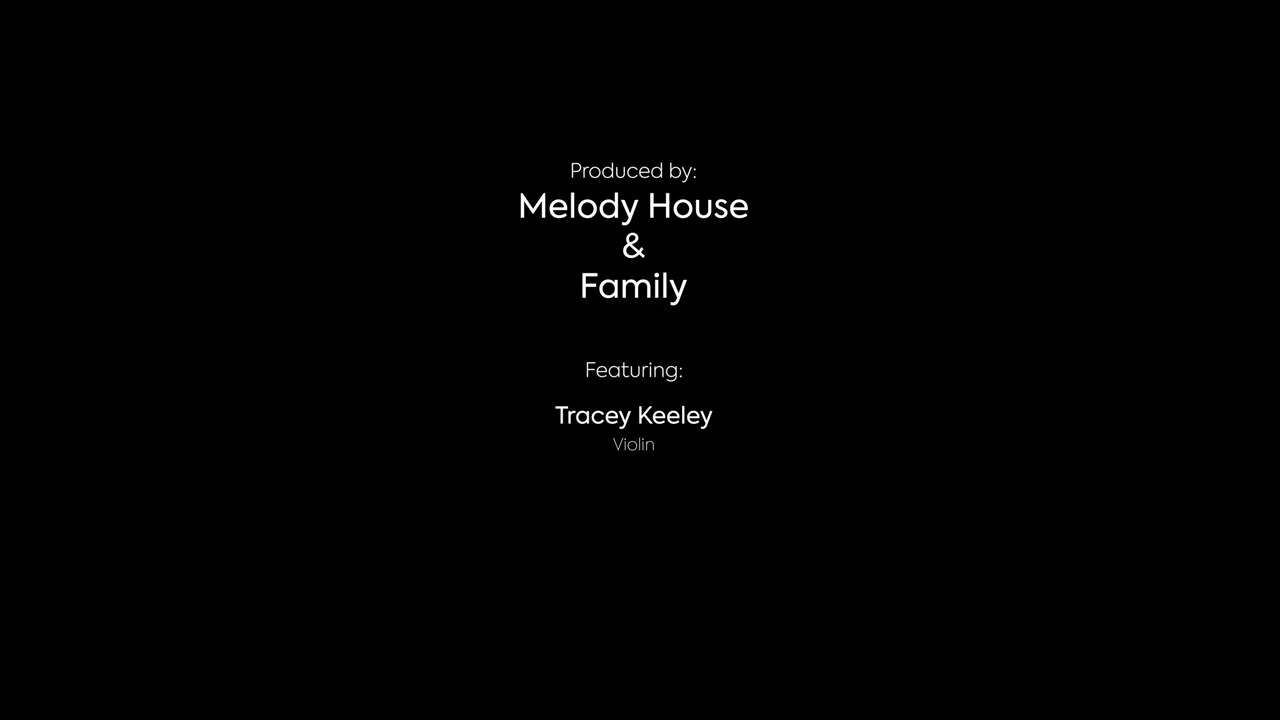 Produced by:
Melody House
&
Family
Featuring:
Tracey Keeley
Violin